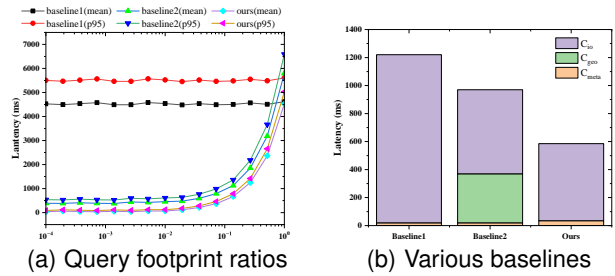 baseline1(mean) baseline2(mean) ours(mean)
baseline1(p95) baseline2(p95) ours(p95)
Lantency (ms)
7000
6000
5000
4000
3000
2000
1000
0
10⁻⁴ 10⁻³ 10⁻² 10⁻¹ 10⁰
(a) Query footprint ratios
Latency (ms)
1400
1200
1000
800
600
400
200
0
C_io
C_geo
C_meta
Baseline1 Baseline2 Ours
(b) Various baselines